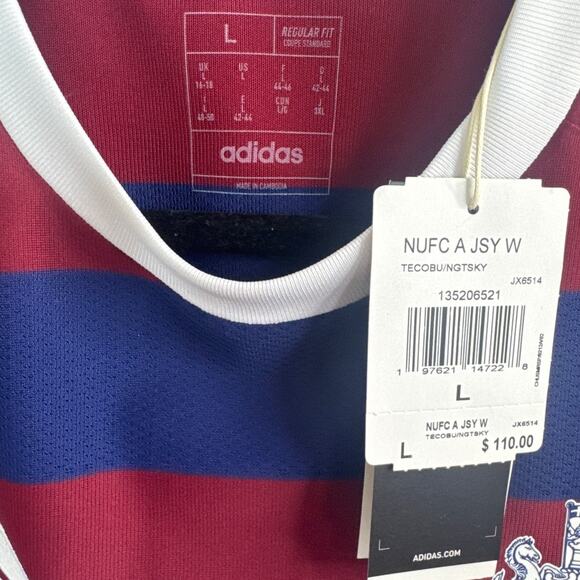 L
REGULAR FIT
COUPE STANDARD
UK US F D
L L L L
16-18 44-46 42-44
I E CDN J
L L L/G 3XL
48-50 42-44
adidas
MADE IN CAMBODIA
NUFC A JSY W
TECOBU/NGTSKY
JX6514
135206521
1 97621 14722 8
L
NUFC A JSY W JX6514
TECOBU/NGTSKY
L $ 110.00
ADIDAS.COM